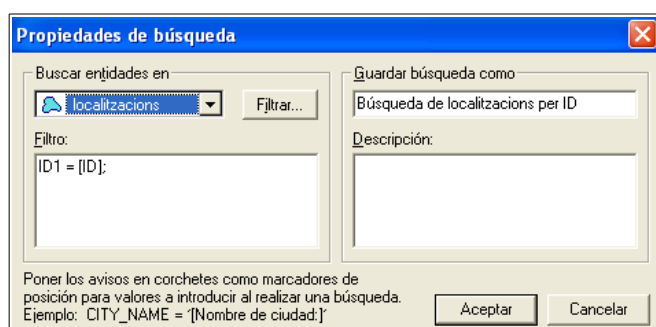 Propiedades de búsqueda
Buscar entidades en
localitzacions
Filtrar...
Filtro:
ID1 = [ID];
Guardar búsqueda como
Búsqueda de localitzacions per ID
Descripción:
Poner los avisos en corchetes como marcadores de
posición para valores a introducir al realizar una búsqueda.
Ejemplo: CITY_NAME = '[Nombre de ciudad:]'
Aceptar
Cancelar